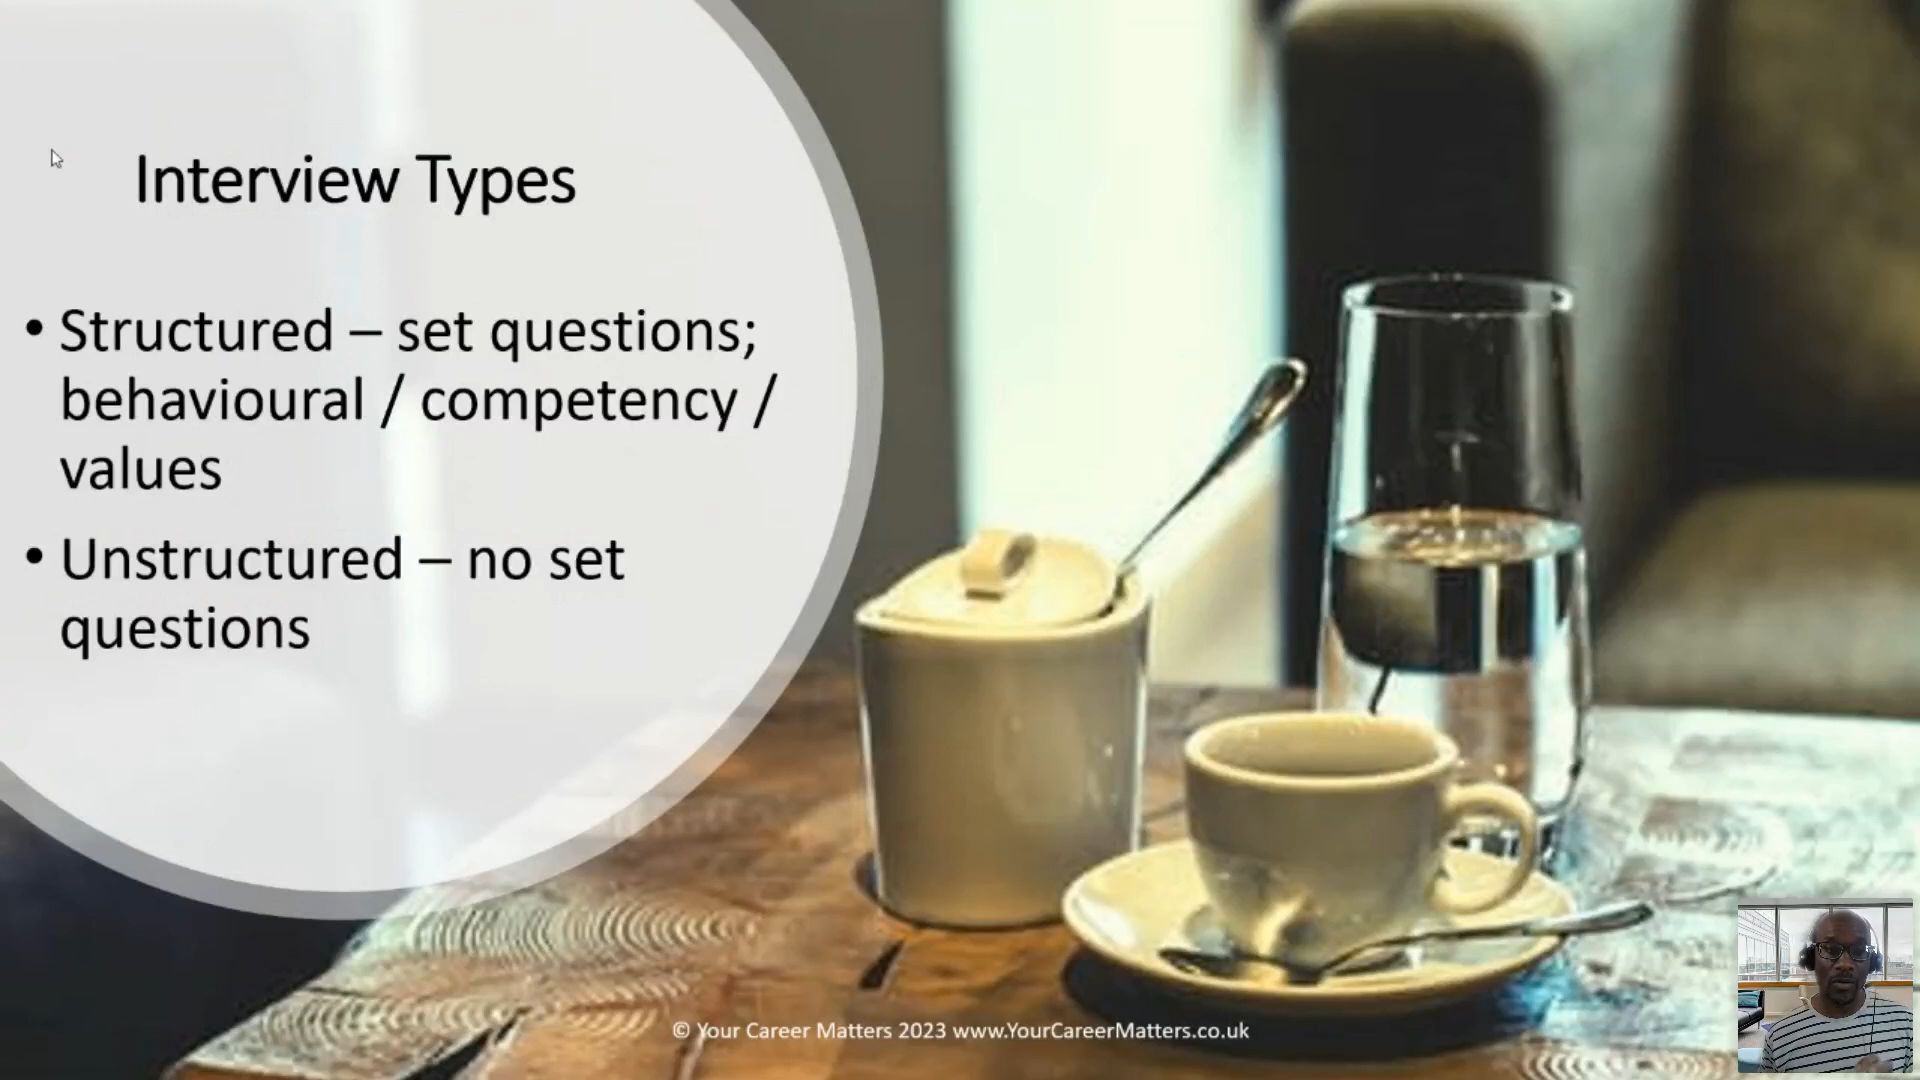 Interview Types
• Structured – set questions;
behavioural / competency /
values
• Unstructured – no set
questions
© Your Career Matters 2023 www.YourCareerMatters.co.uk